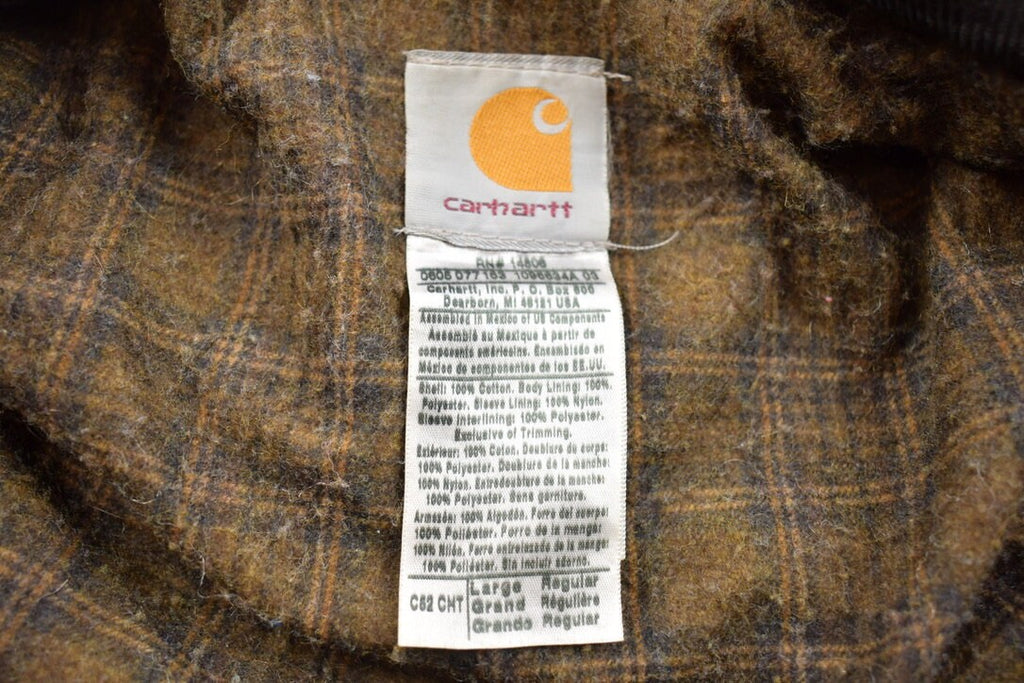 carhartt
RN# 14806
0605 077 153 1096634A 03
Carhartt, Inc. P. O. Box 600
Dearborn, MI 48121 USA
Assembled in Mexico of US Components
Assemblé au Mexique à partir de
composants américains. Ensamblado en
México de componentes de los EE.UU.
Shell: 100% Cotton. Body Lining: 100%
Polyester. Sleeve Lining: 100% Nylon.
Sleeve Interlining: 100% Polyester.
Exclusive of Trimming.
Extérieur: 100% Coton. Doublure du corps:
100% Polyester. Doublure de la manche:
100% Nylon. Entredoublure de la manche:
100% Polyester. Sans garniture.
Armazón: 100% Algodón. Forro del cuerpo:
100% Poliéster. Forro de la manga:
100% Nilón. Forro entrelazado de la manga:
100% Poliéster. Sin incluir adorno.
C52 CHT
Large Regular
Grand Régulière
Grande Regular